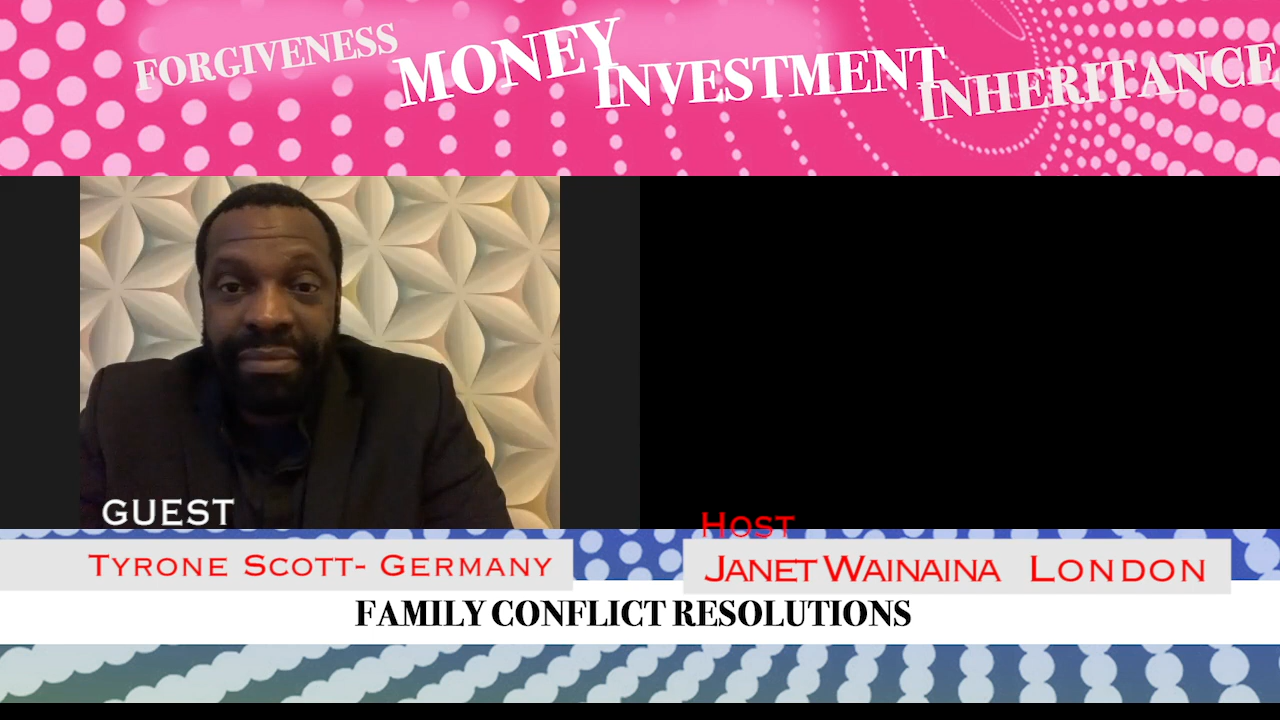 FORGIVENESS MONEY INVESTMENT INHERITANCE
GUEST
HOST
TYRONE SCOTT- GERMANY
JANET WAINAINA LONDON
FAMILY CONFLICT RESOLUTIONS